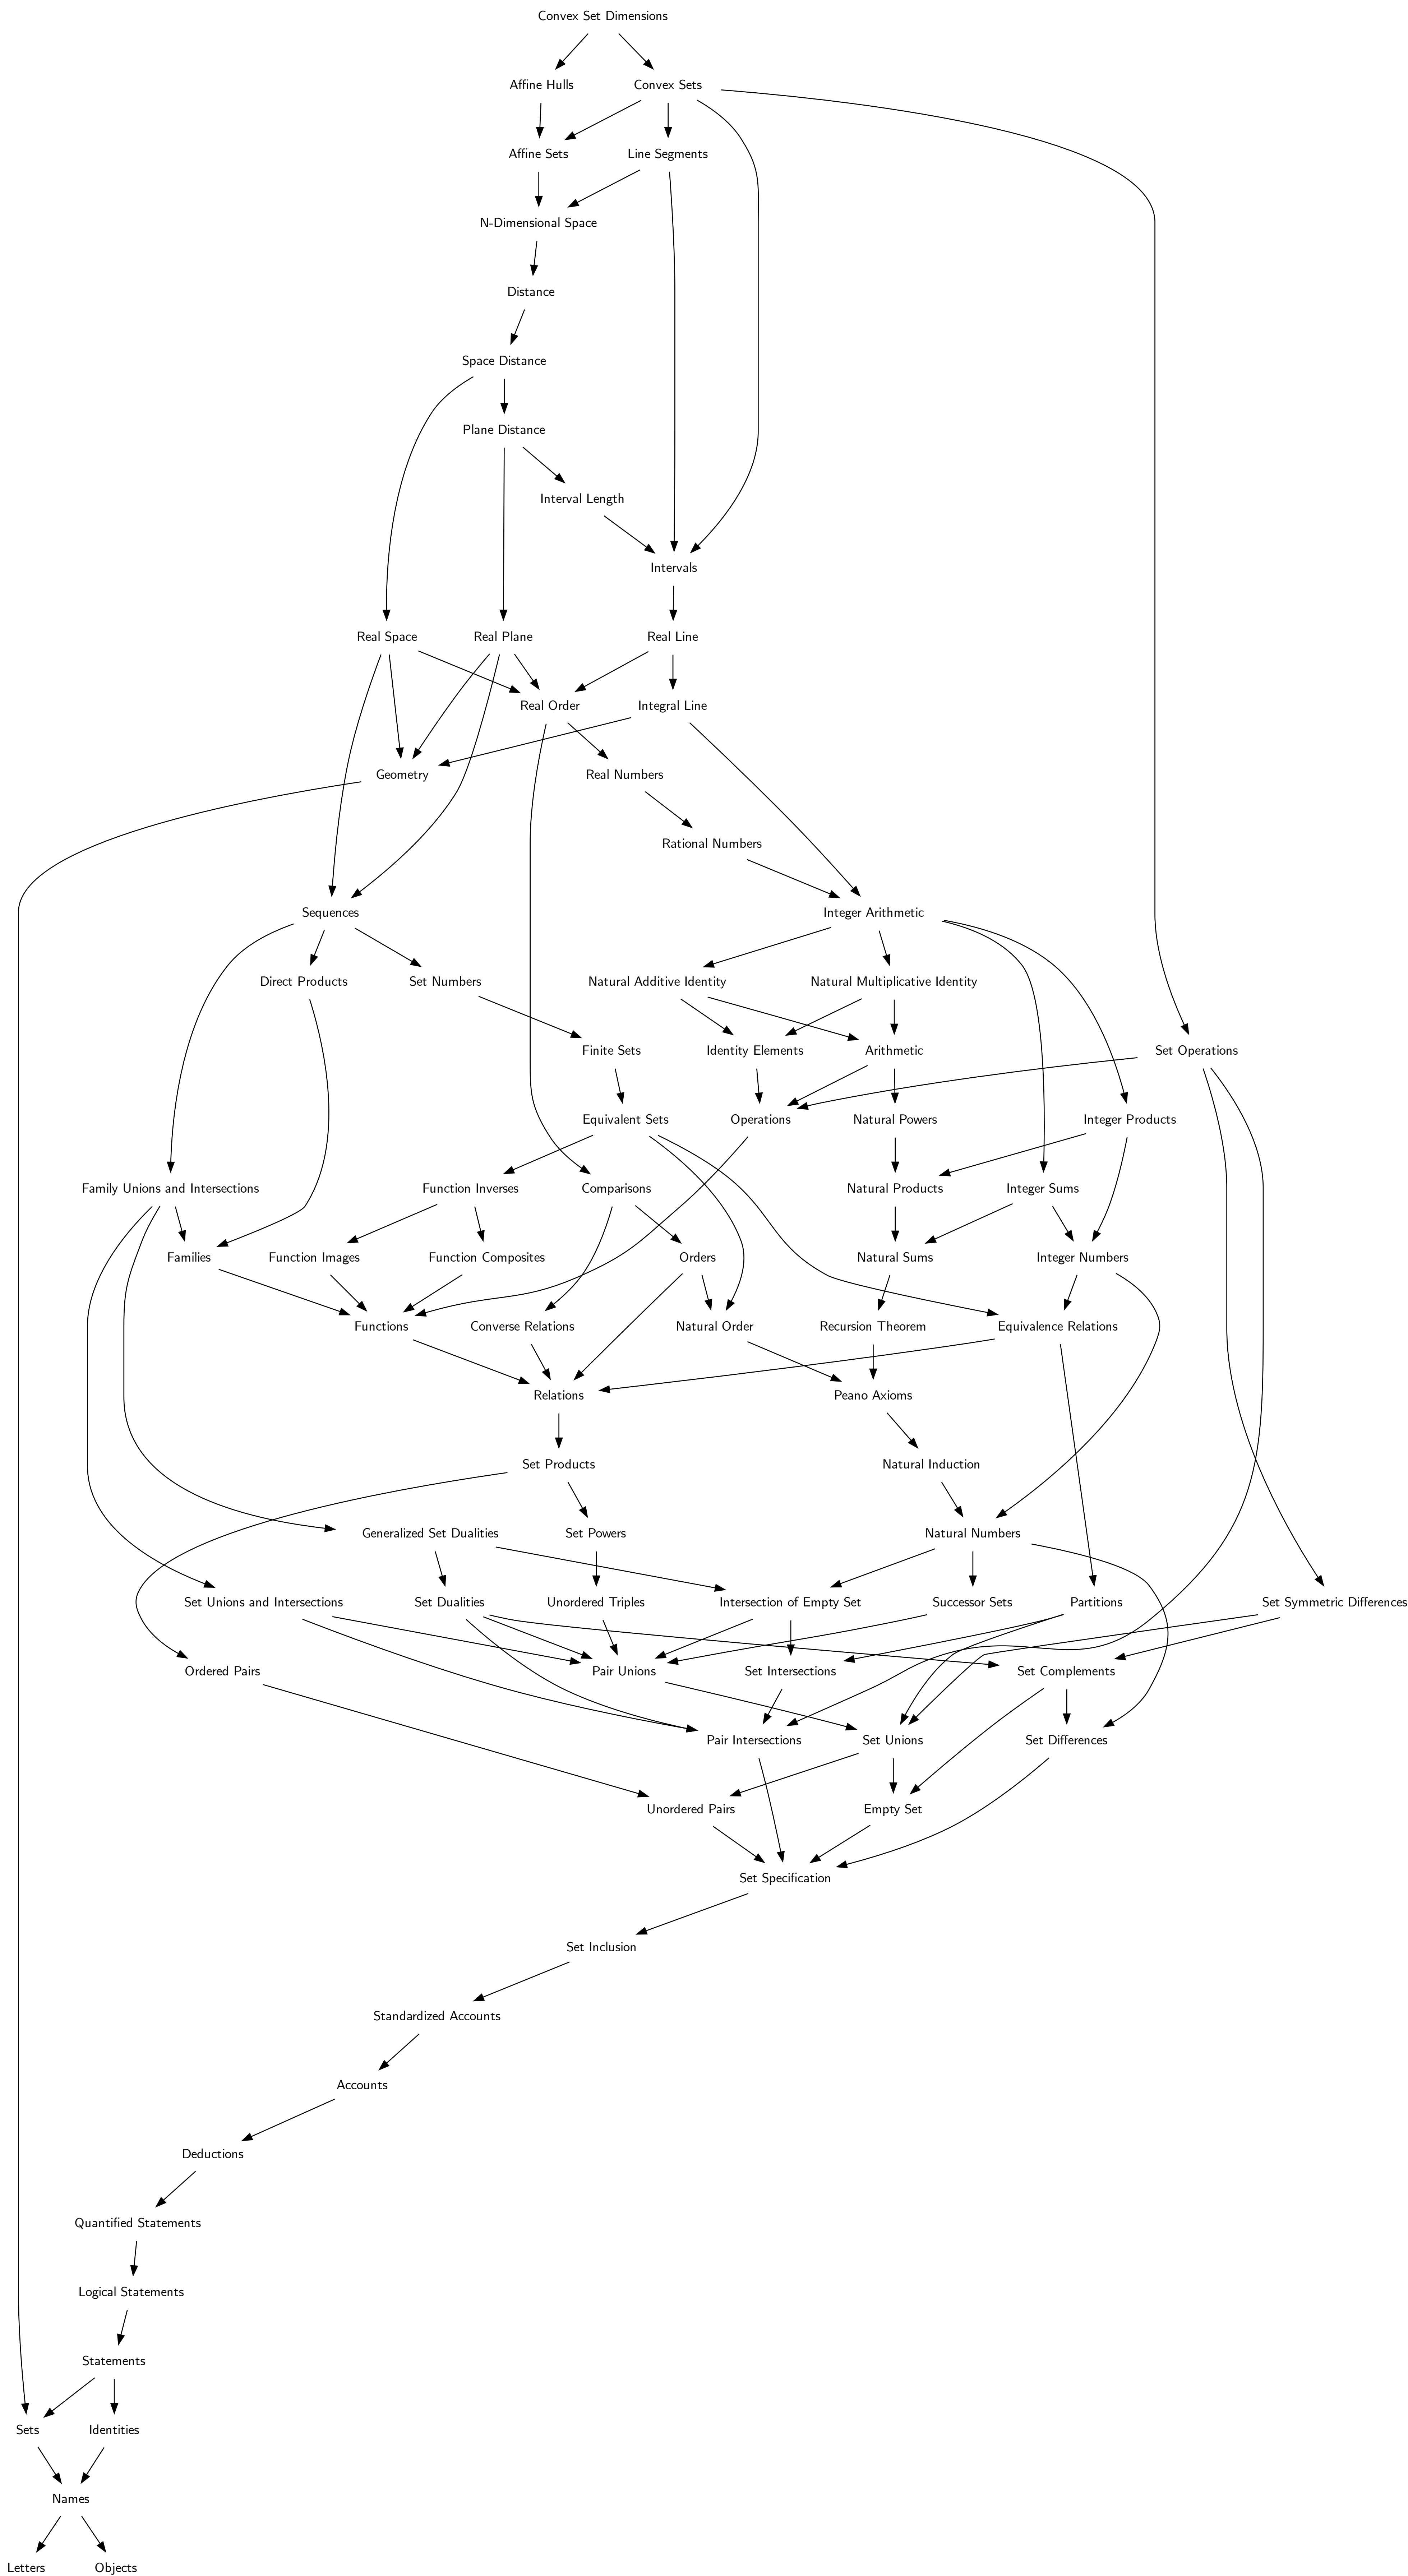 Convex Set Dimensions
Affine Hulls
Convex Sets
Affine Sets
Line Segments
N-Dimensional Space
Distance
Space Distance
Plane Distance
Interval Length
Intervals
Real Space
Real Plane
Real Line
Real Order
Integral Line
Geometry
Real Numbers
Rational Numbers
Sequences
Integer Arithmetic
Direct Products
Set Numbers
Natural Additive Identity
Natural Multiplicative Identity
Finite Sets
Identity Elements
Arithmetic
Set Operations
Equivalent Sets
Operations
Natural Powers
Integer Products
Family Unions and Intersections
Function Inverses
Comparisons
Natural Products
Integer Sums
Families
Function Images
Function Composites
Orders
Natural Sums
Integer Numbers
Functions
Converse Relations
Natural Order
Recursion Theorem
Equivalence Relations
Relations
Peano Axioms
Set Products
Natural Induction
Generalized Set Dualities
Set Powers
Natural Numbers
Set Unions and Intersections
Set Dualities
Unordered Triples
Intersection of Empty Set
Successor Sets
Partitions
Set Symmetric Differences
Ordered Pairs
Pair Unions
Set Intersections
Set Complements
Pair Intersections
Set Unions
Set Differences
Unordered Pairs
Empty Set
Set Specification
Set Inclusion
Standardized Accounts
Accounts
Deductions
Quantified Statements
Logical Statements
Statements
Sets
Identities
Names
Letters
Objects